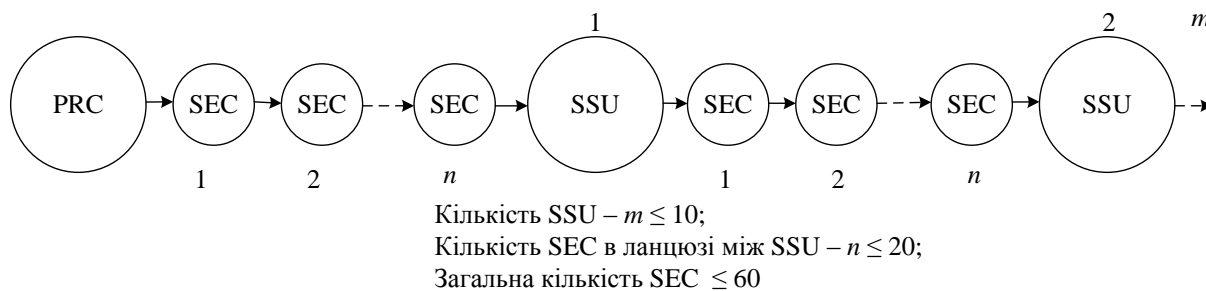 1 2 m
PRC SEC SEC SEC SSU SEC SEC SEC SSU
1 2 n 1 2 n
Кількість SSU – m ≤ 10;
Кількість SEC в ланцюзі між SSU – n ≤ 20;
Загальна кількість SEC ≤ 60